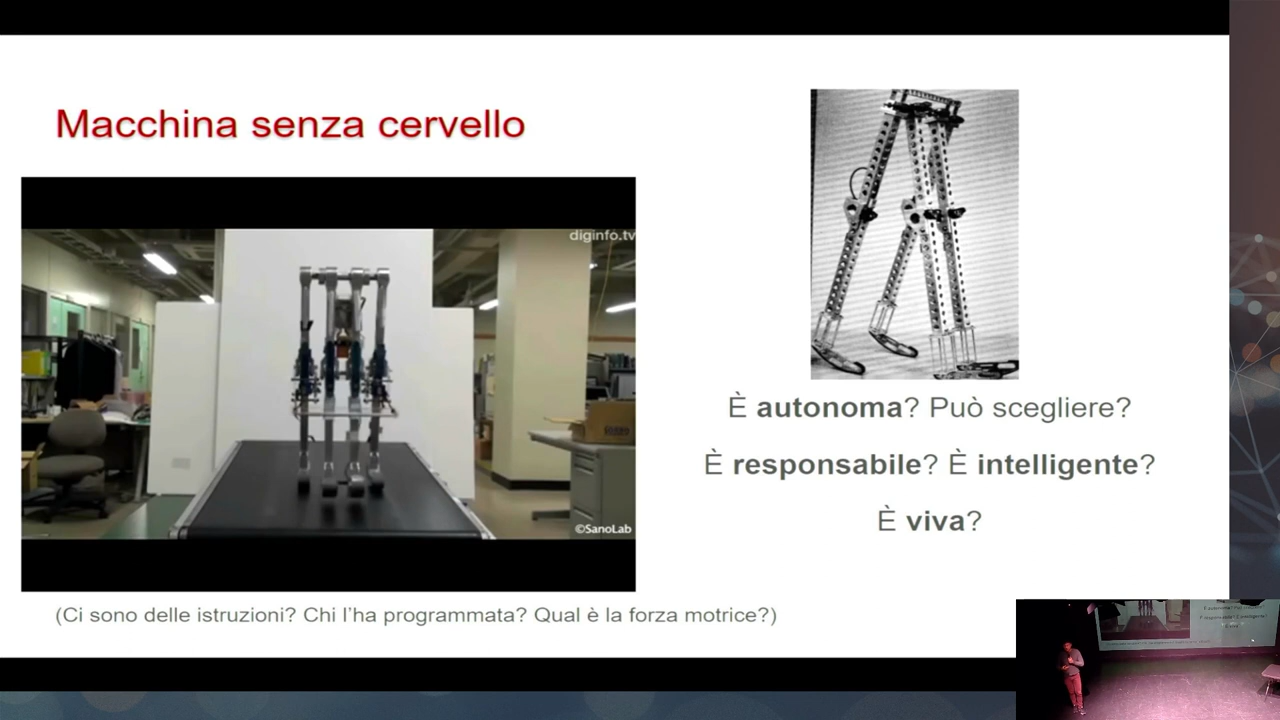 Macchina senza cervello
diginfo.tv
©SanoLab
È autonoma? Può scegliere?
È responsabile? È intelligente?
È viva?
(Ci sono delle istruzioni? Chi l'ha programmata? Qual è la forza motrice?)